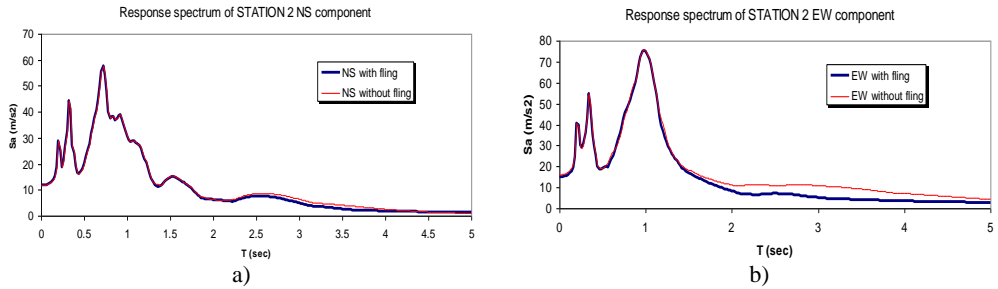 Response spectrum of STATION 2 NS component
70
60
50
40
30
20
10
0
Sa (m/s2)
NS with fling
NS without fling
0 0.5 1 1.5 2 2.5 3 3.5 4 4.5 5
T (sec)
a)
Response spectrum of STATION 2 EW component
80
70
60
50
40
30
20
10
0
Sa (m/s2)
EW with fling
EW without fling
0 1 2 3 4 5
T (sec)
b)